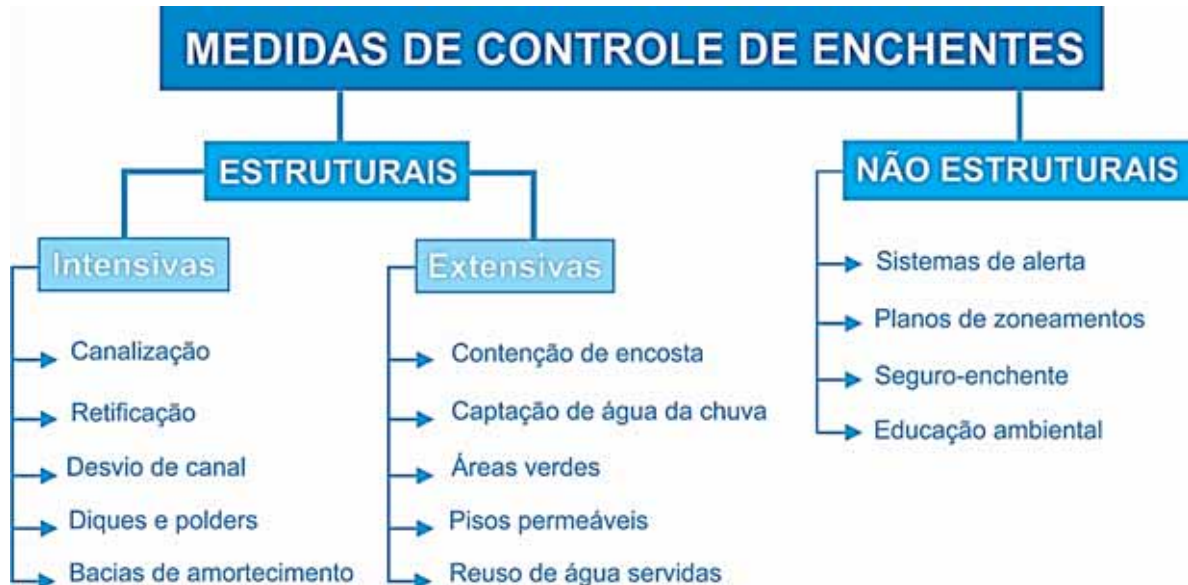 MEDIDAS DE CONTROLE DE ENCHENTES
ESTRUTURAIS
Intensivas
Canalização
Retificação
Desvio de canal
Diques e polders
Bacias de amortecimento
Extensivas
Contenção de encosta
Captação de água da chuva
Áreas verdes
Pisos permeáveis
Reuso de água servidas
NÃO ESTRUTURAIS
Sistemas de alerta
Planos de zoneamentos
Seguro-enchente
Educação ambiental